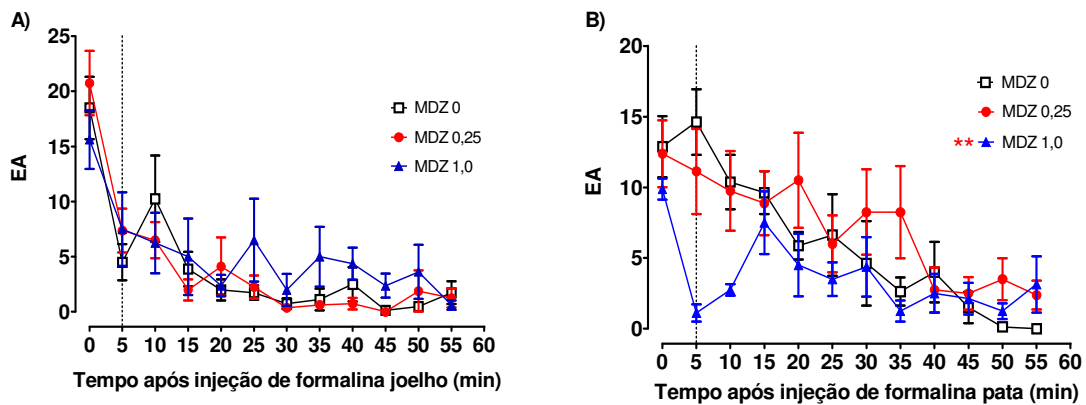 A)
25
20
15
10
5
0
EA
MDZ 0
MDZ 0,25
MDZ 1,0
0 5 10 15 20 25 30 35 40 45 50 55 60
Tempo após injeção de formalina joelho (min)
B)
20
15
10
5
0
EA
MDZ 0
MDZ 0,25
** MDZ 1,0
0 5 10 15 20 25 30 35 40 45 50 55 60
Tempo após injeção de formalina pata (min)